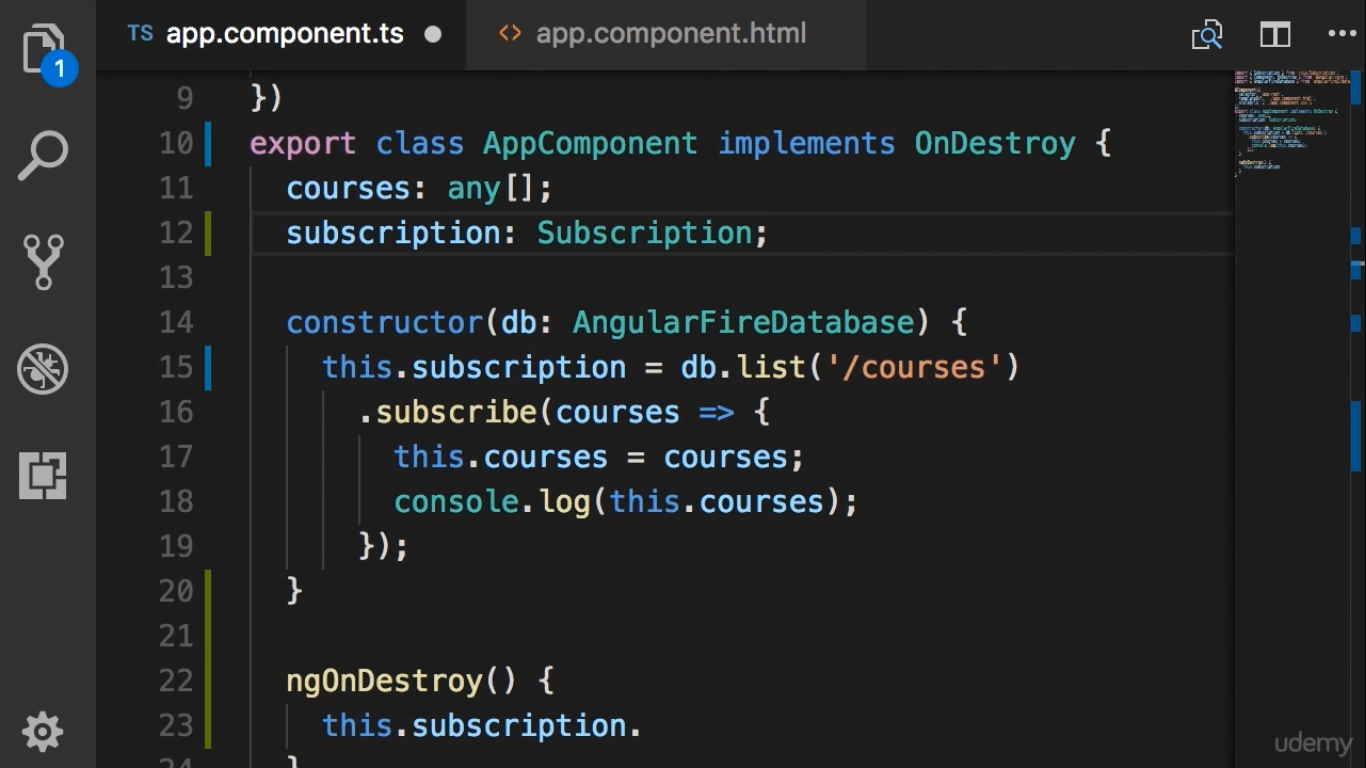 1
TS app.component.ts
<> app.component.html
9 })
10 export class AppComponent implements OnDestroy {
11 courses: any[];
12 subscription: Subscription;
13
14 constructor(db: AngularFireDatabase) {
15 this.subscription = db.list('/courses')
16 .subscribe(courses => {
17 this.courses = courses;
18 console.log(this.courses);
19 });
20 }
21
22 ngOnDestroy() {
23 this.subscription.
24 }
udemy